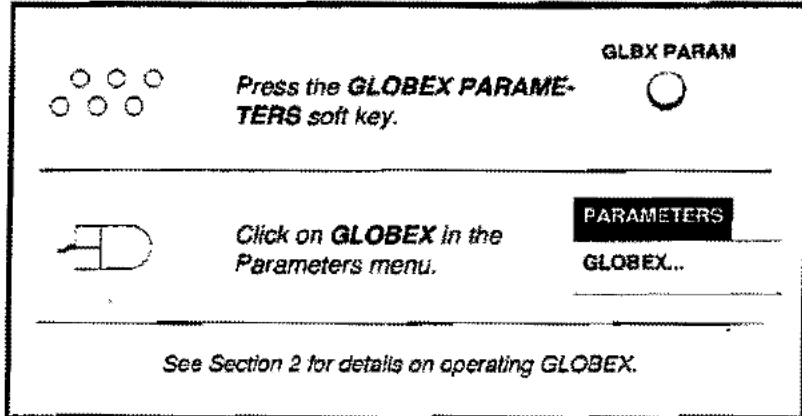 GLBX PARAM
Press the GLOBEX PARAME-
TERS soft key.
Click on GLOBEX in the
Parameters menu.
PARAMETERS
GLOBEX...
See Section 2 for details on operating GLOBEX.